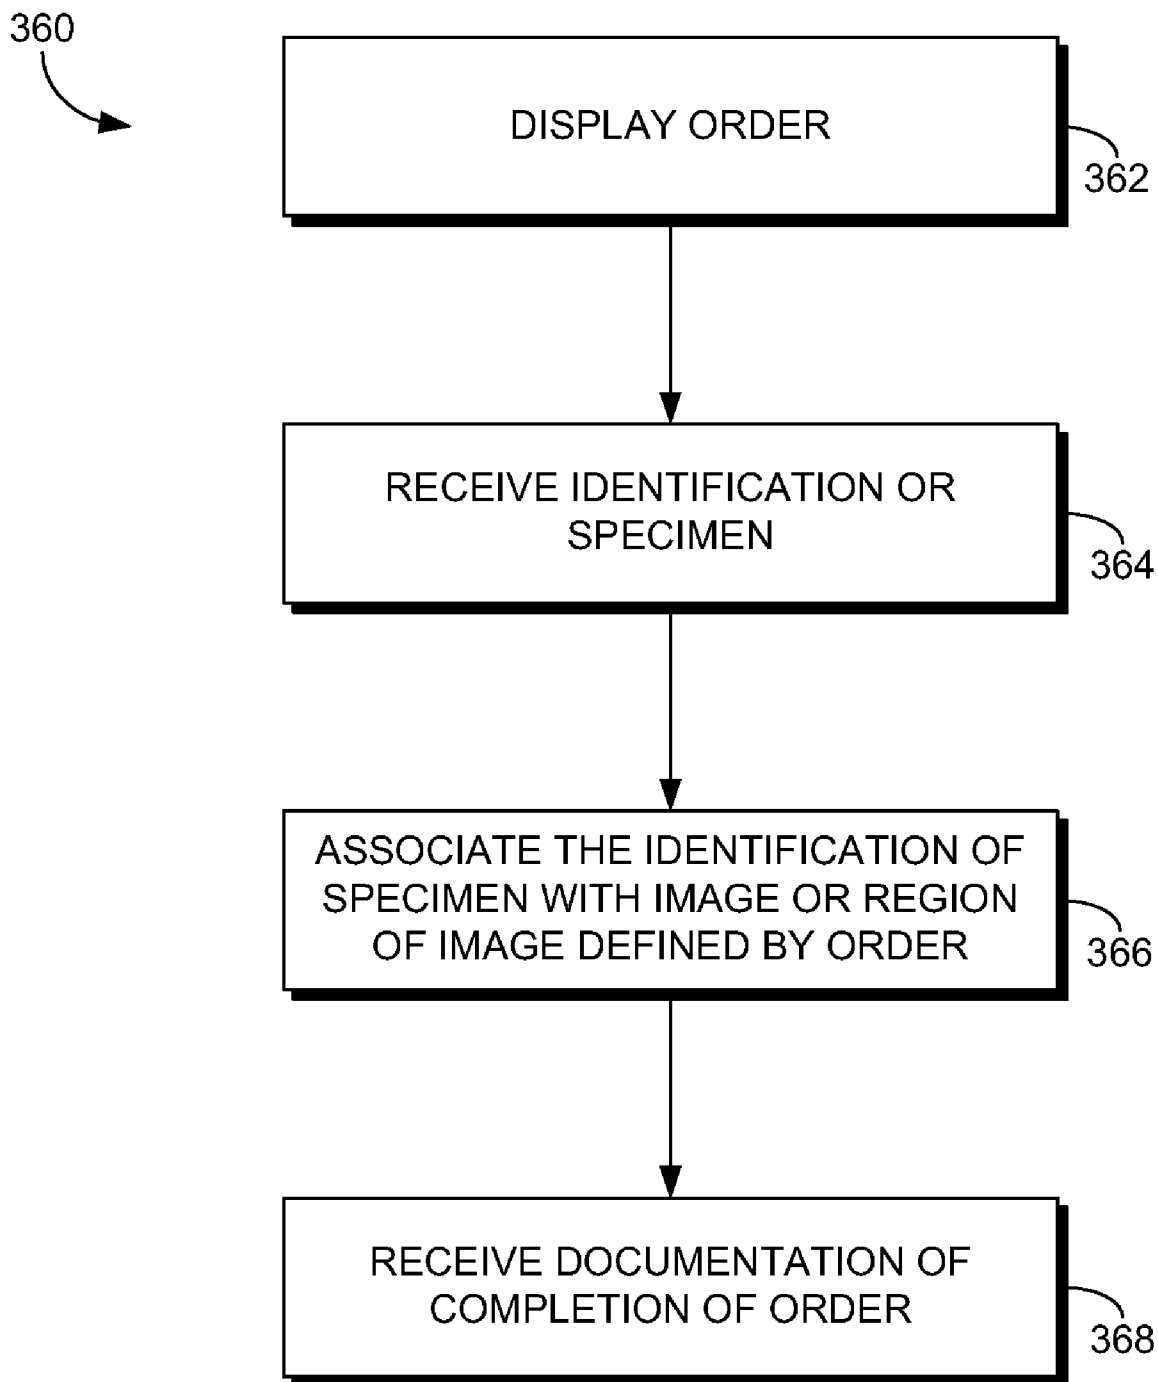 360
DISPLAY ORDER
362
RECEIVE IDENTIFICATION OR
SPECIMEN
364
ASSOCIATE THE IDENTIFICATION OF
SPECIMEN WITH IMAGE OR REGION
OF IMAGE DEFINED BY ORDER
366
RECEIVE DOCUMENTATION OF
COMPLETION OF ORDER
368